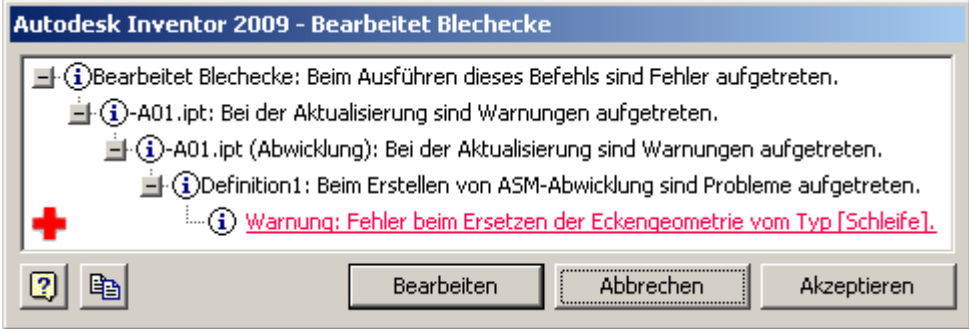 Autodesk Inventor 2009 - Bearbeitet Blechecke
Bearbeitet Blechecke: Beim Ausführen dieses Befehls sind Fehler aufgetreten.
-A01.ipt: Bei der Aktualisierung sind Warnungen aufgetreten.
-A01.ipt (Abwicklung): Bei der Aktualisierung sind Warnungen aufgetreten.
Definition1: Beim Erstellen von ASM-Abwicklung sind Probleme aufgetreten.
Warnung: Fehler beim Ersetzen der Eckengeometrie vom Typ [Schleife].
Bearbeiten Abbrechen Akzeptieren